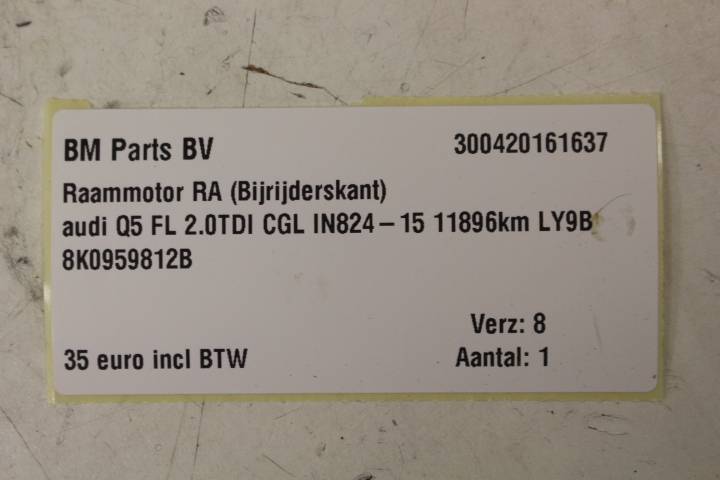 BM Parts BV 300420161637
Raammotor RA (Bijrijderskant)
audi Q5 FL 2.0TDI CGL IN824-15 11896km LY9B
8K0959812B
Verz: 8
35 euro incl BTW Aantal: 1